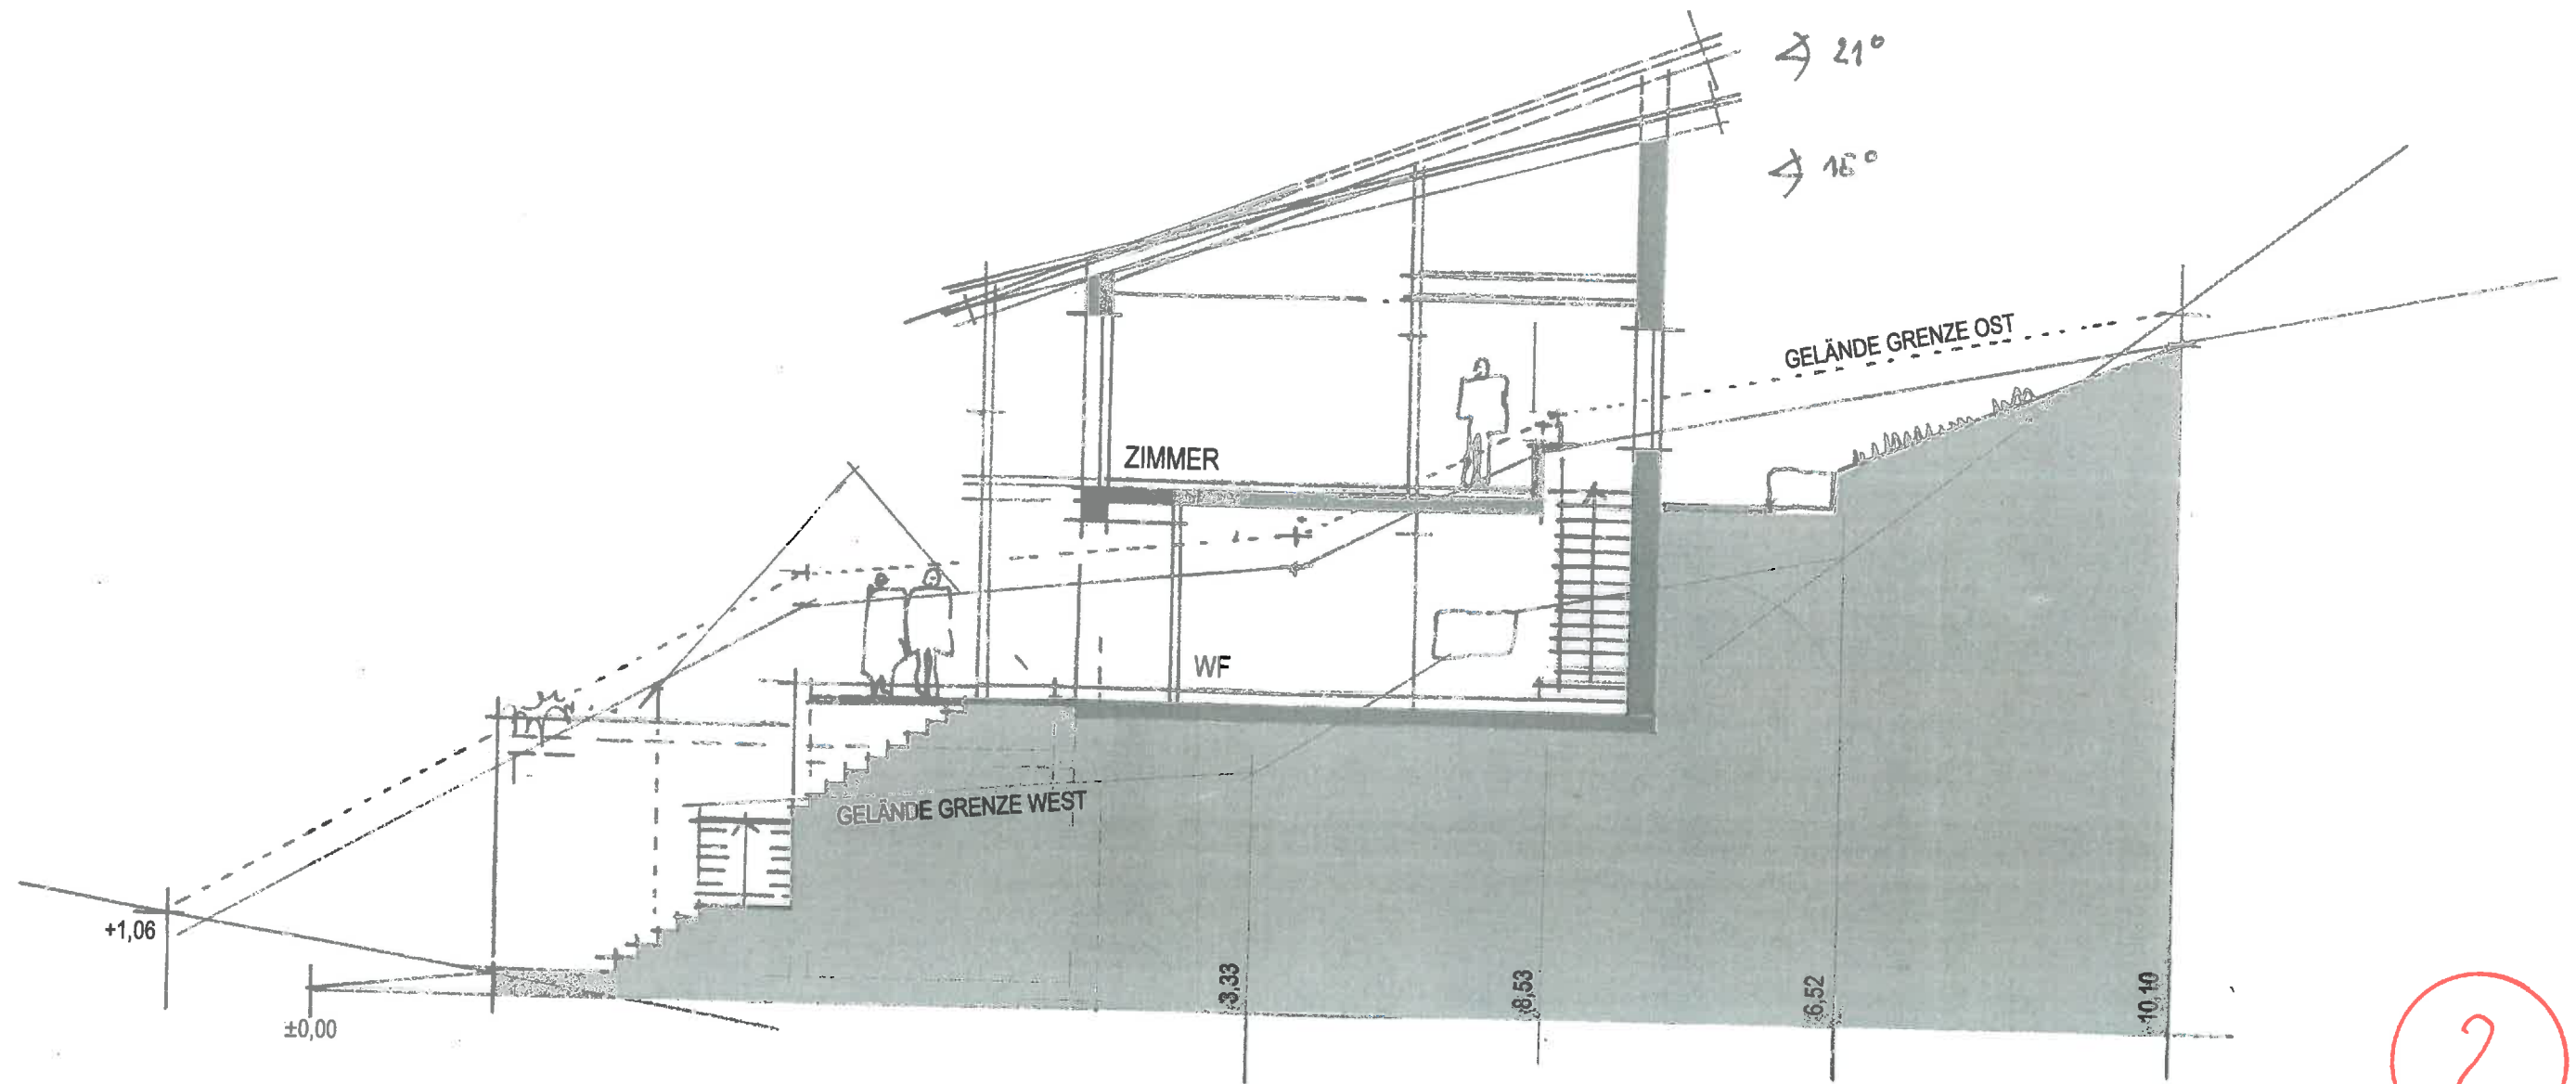 ∢ 21°
∢ 16°
GELÄNDE GRENZE OST
ZIMMER
WF
GELÄNDE GRENZE WEST
+1,06
±0,00
3,33
8,53
6,52
10,10
2